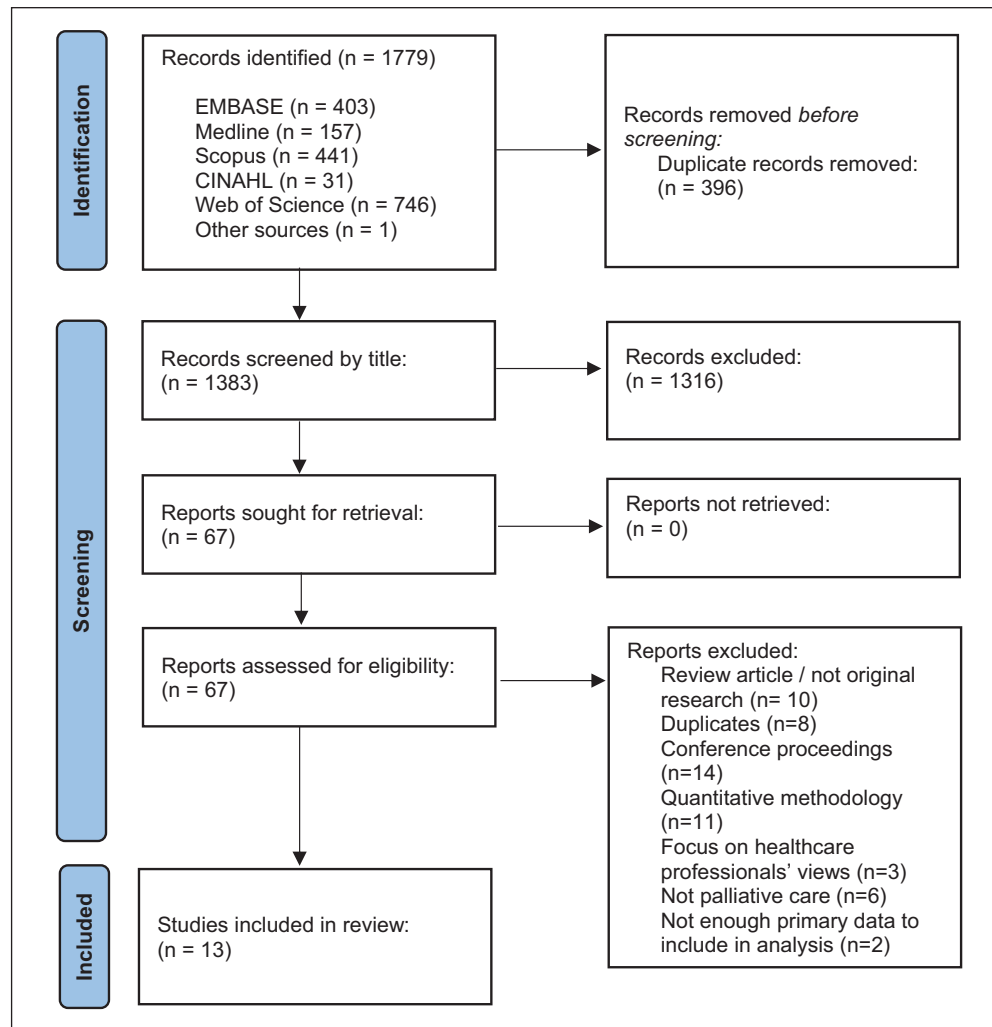 Identification
Records identified (n = 1779)
EMBASE (n = 403)
Medline (n = 157)
Scopus (n = 441)
CINAHL (n = 31)
Web of Science (n = 746)
Other sources (n = 1)
Records removed before
screening:
Duplicate records removed:
(n = 396)
Screening
Records screened by title:
(n = 1383)
Records excluded:
(n = 1316)
Reports sought for retrieval:
(n = 67)
Reports not retrieved:
(n = 0)
Reports assessed for eligibility:
(n = 67)
Reports excluded:
Review article / not original
research (n= 10)
Duplicates (n=8)
Conference proceedings
(n=14)
Quantitative methodology
(n=11)
Focus on healthcare
professionals’ views (n=3)
Not palliative care (n=6)
Not enough primary data to
include in analysis (n=2)
Included
Studies included in review:
(n = 13)